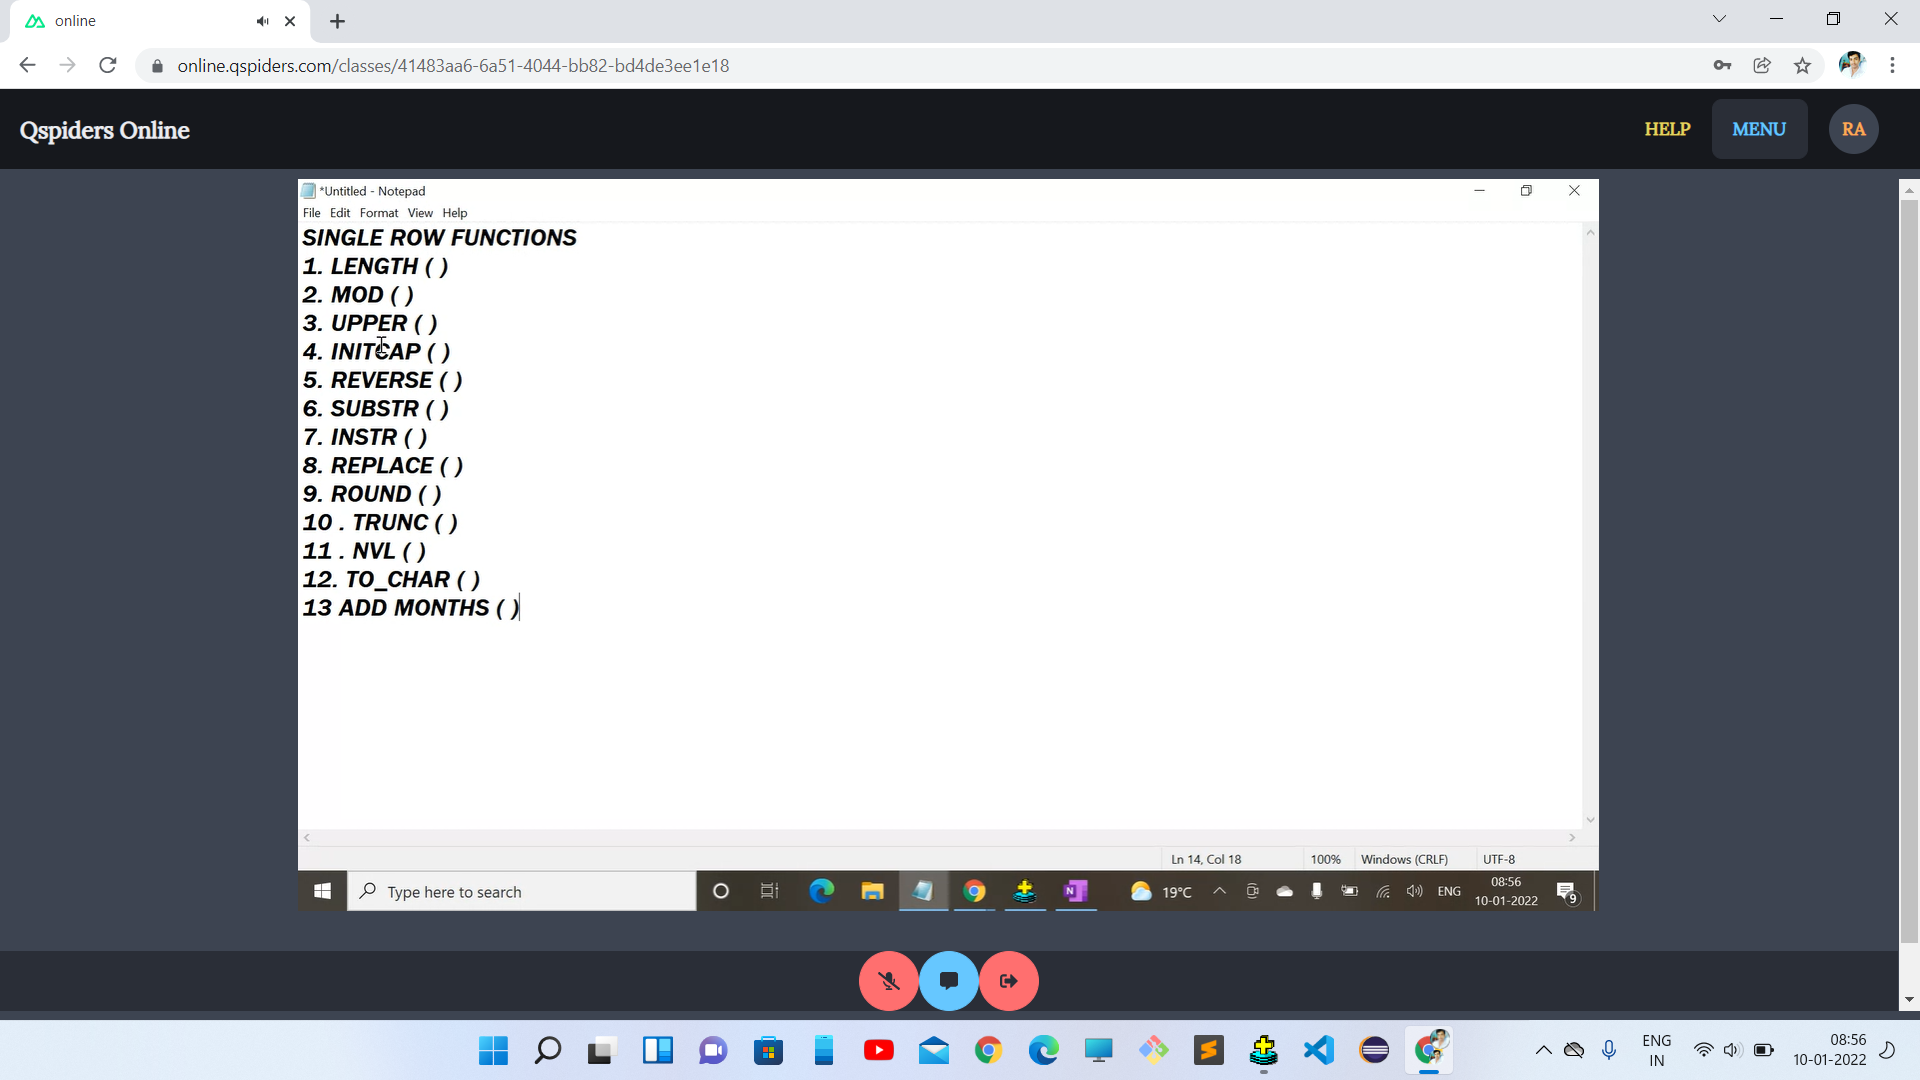 online
online.qspiders.com/classes/41483aa6-6a51-4044-bb82-bd4de3ee1e18
Qspiders Online
HELP
MENU
RA
*Untitled - Notepad
File Edit Format View Help
SINGLE ROW FUNCTIONS
1. LENGTH ( )
2. MOD ( )
3. UPPER ( )
4. INITCAP ( )
5. REVERSE ( )
6. SUBSTR ( )
7. INSTR ( )
8. REPLACE ( )
9. ROUND ( )
10 . TRUNC ( )
11 . NVL ( )
12. TO_CHAR ( )
13 ADD MONTHS ( )
Ln 14, Col 18
100%
Windows (CRLF)
UTF-8
Type here to search
N
19°C
ENG
08:56
10-01-2022
9
ENG
IN
08:56
10-01-2022